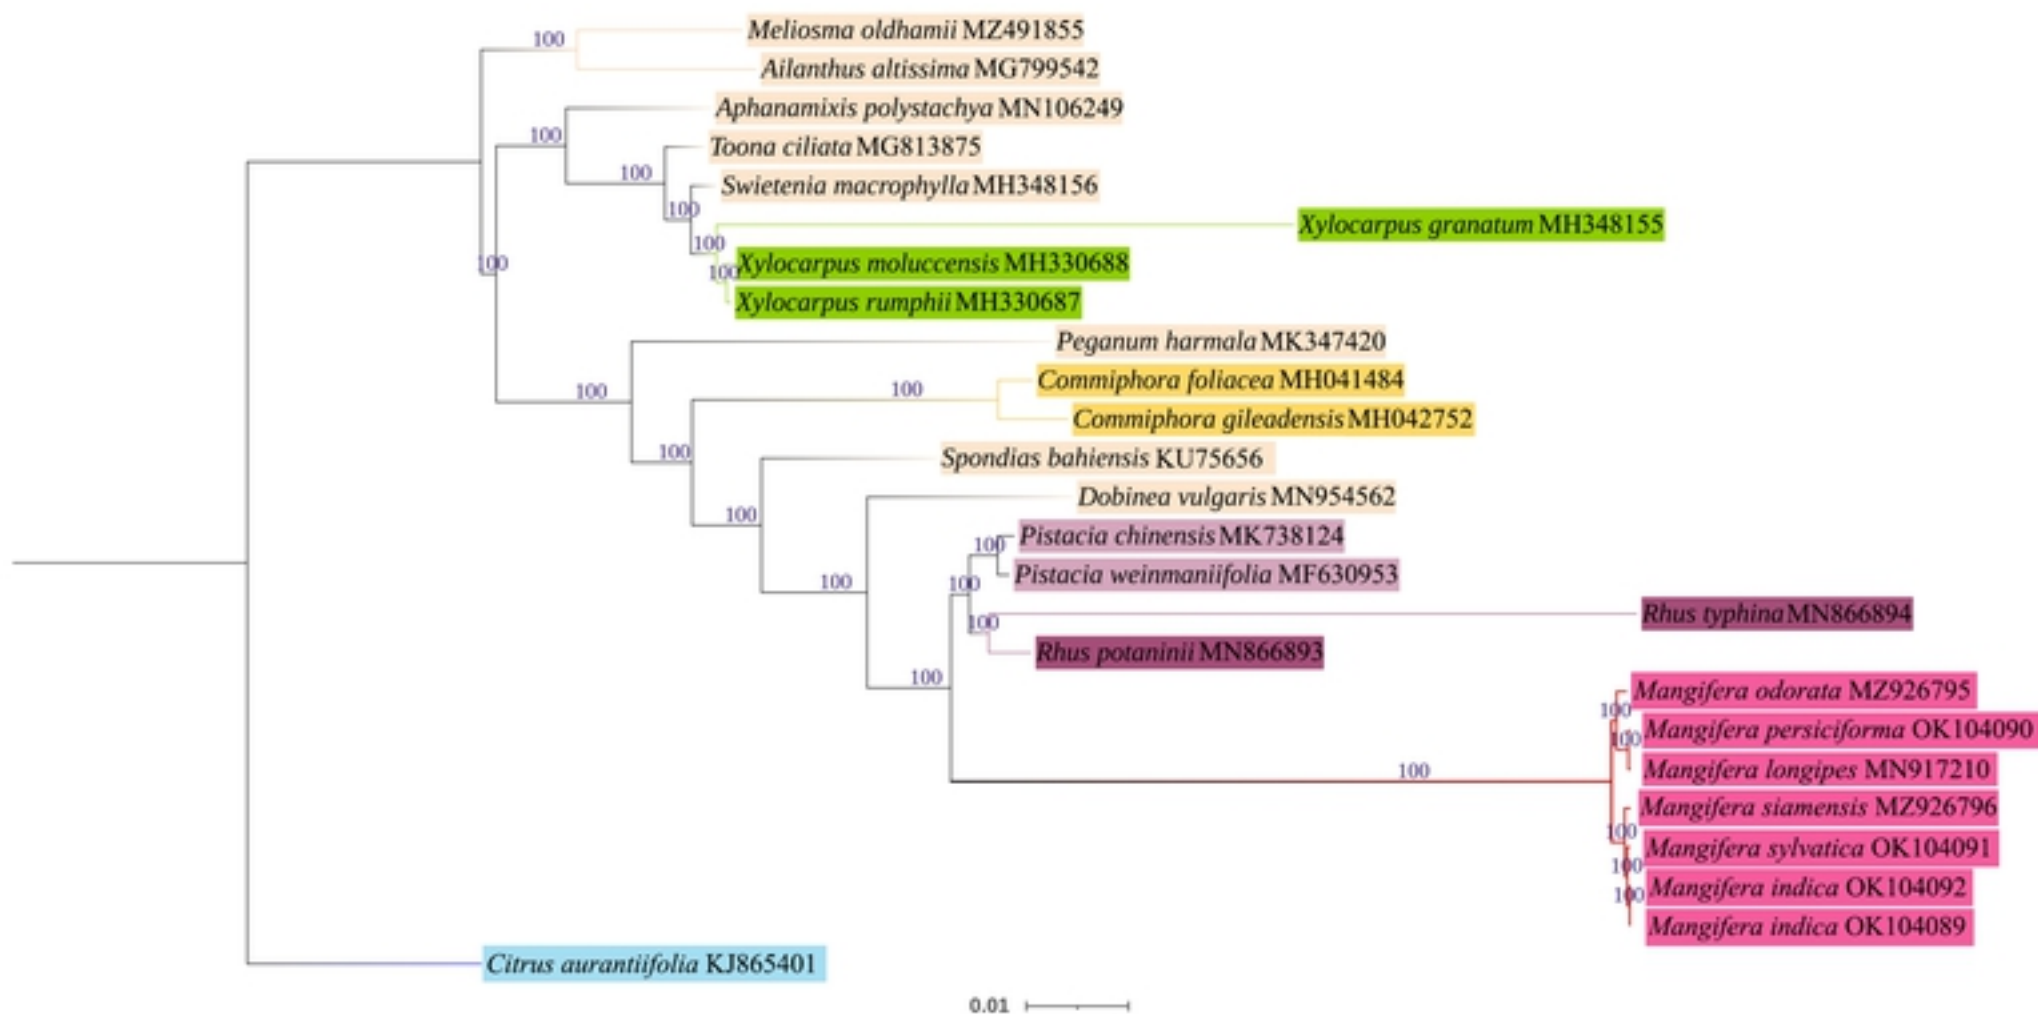 Meliosma oldhamii MZ491855
100
Ailanthus altissima MG799542
Aphanamixis polystachya MN106249
100
Toona ciliata MG813875
100
Swietenia macrophylla MH348156
100
Xylocarpus granatum MH348155
100
100
Xylocarpus moluccensis MH330688
100
Xylocarpus rumphii MH330687
Peganum harmala MK347420
100
100
Commiphora foliacea MH041484
Commiphora gileadensis MH042752
100
Spondias bahiensis KU75656
Dobinea vulgaris MN954562
100
Pistacia chinensis MK738124
100
Pistacia weinmaniifolia MF630953
100
100
Rhus typhina MN866894
100
Rhus potaninii MN866893
100
Mangifera odorata MZ926795
100
Mangifera persiciforma OK104090
100
Mangifera longipes MN917210
100
Mangifera siamensis MZ926796
100
Mangifera sylvatica OK104091
100
Mangifera indica OK104092
100
Mangifera indica OK104089
Citrus aurantiifolia KJ865401
0.01